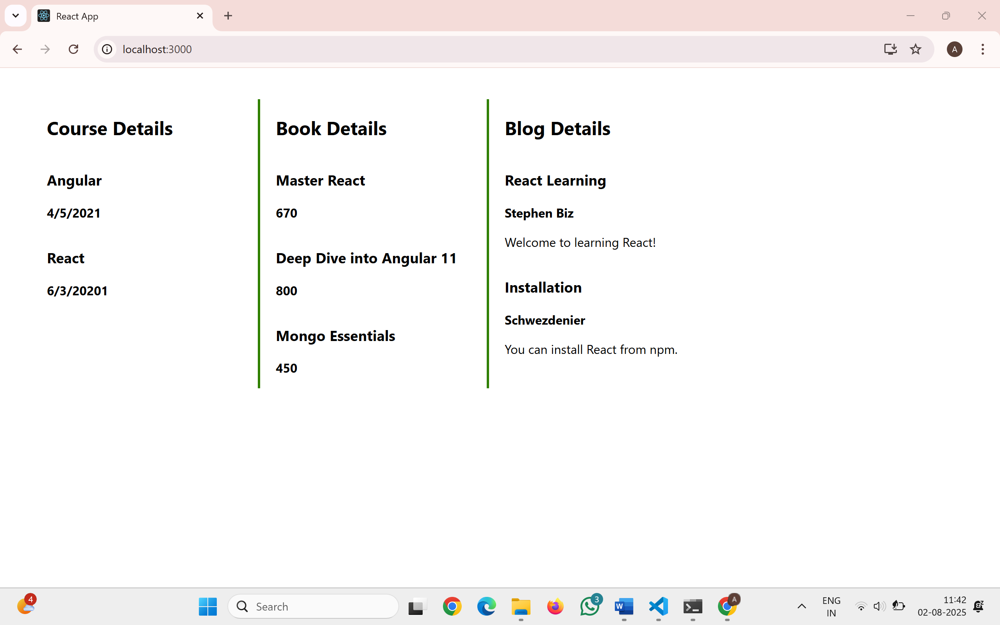 React App
localhost:3000
A
Course Details
Angular
4/5/2021
React
6/3/20201
Book Details
Master React
670
Deep Dive into Angular 11
800
Mongo Essentials
450
Blog Details
React Learning
Stephen Biz
Welcome to learning React!
Installation
Schwezdenier
You can install React from npm.
4
Search
3
W
A
ENG
IN
11:42
02-08-2025